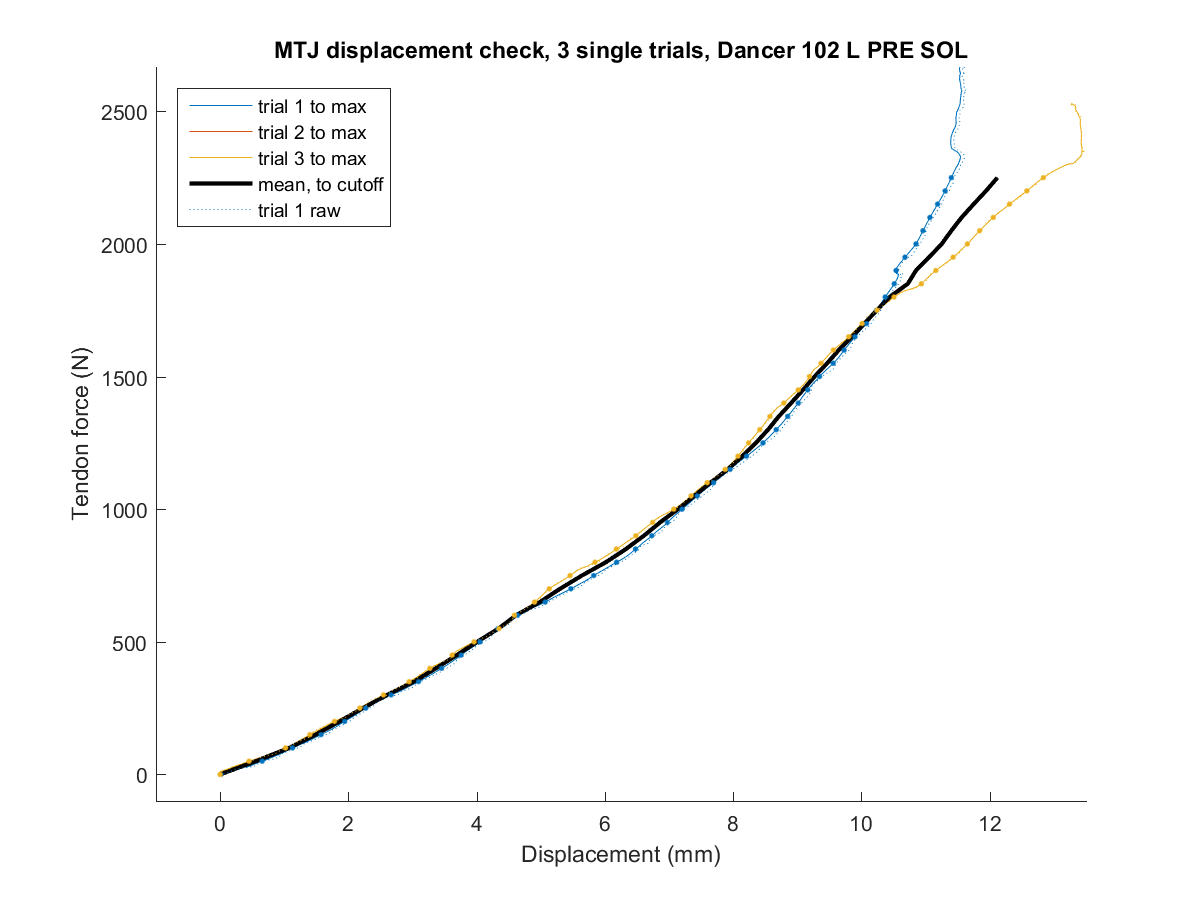 MTJ displacement check, 3 single trials, Dancer 102 L PRE SOL
trial 1 to max
trial 2 to max
trial 3 to max
mean, to cutoff
trial 1 raw
2500
2000
1500
1000
500
0
Tendon force (N)
0 2 4 6 8 10 12
Displacement (mm)